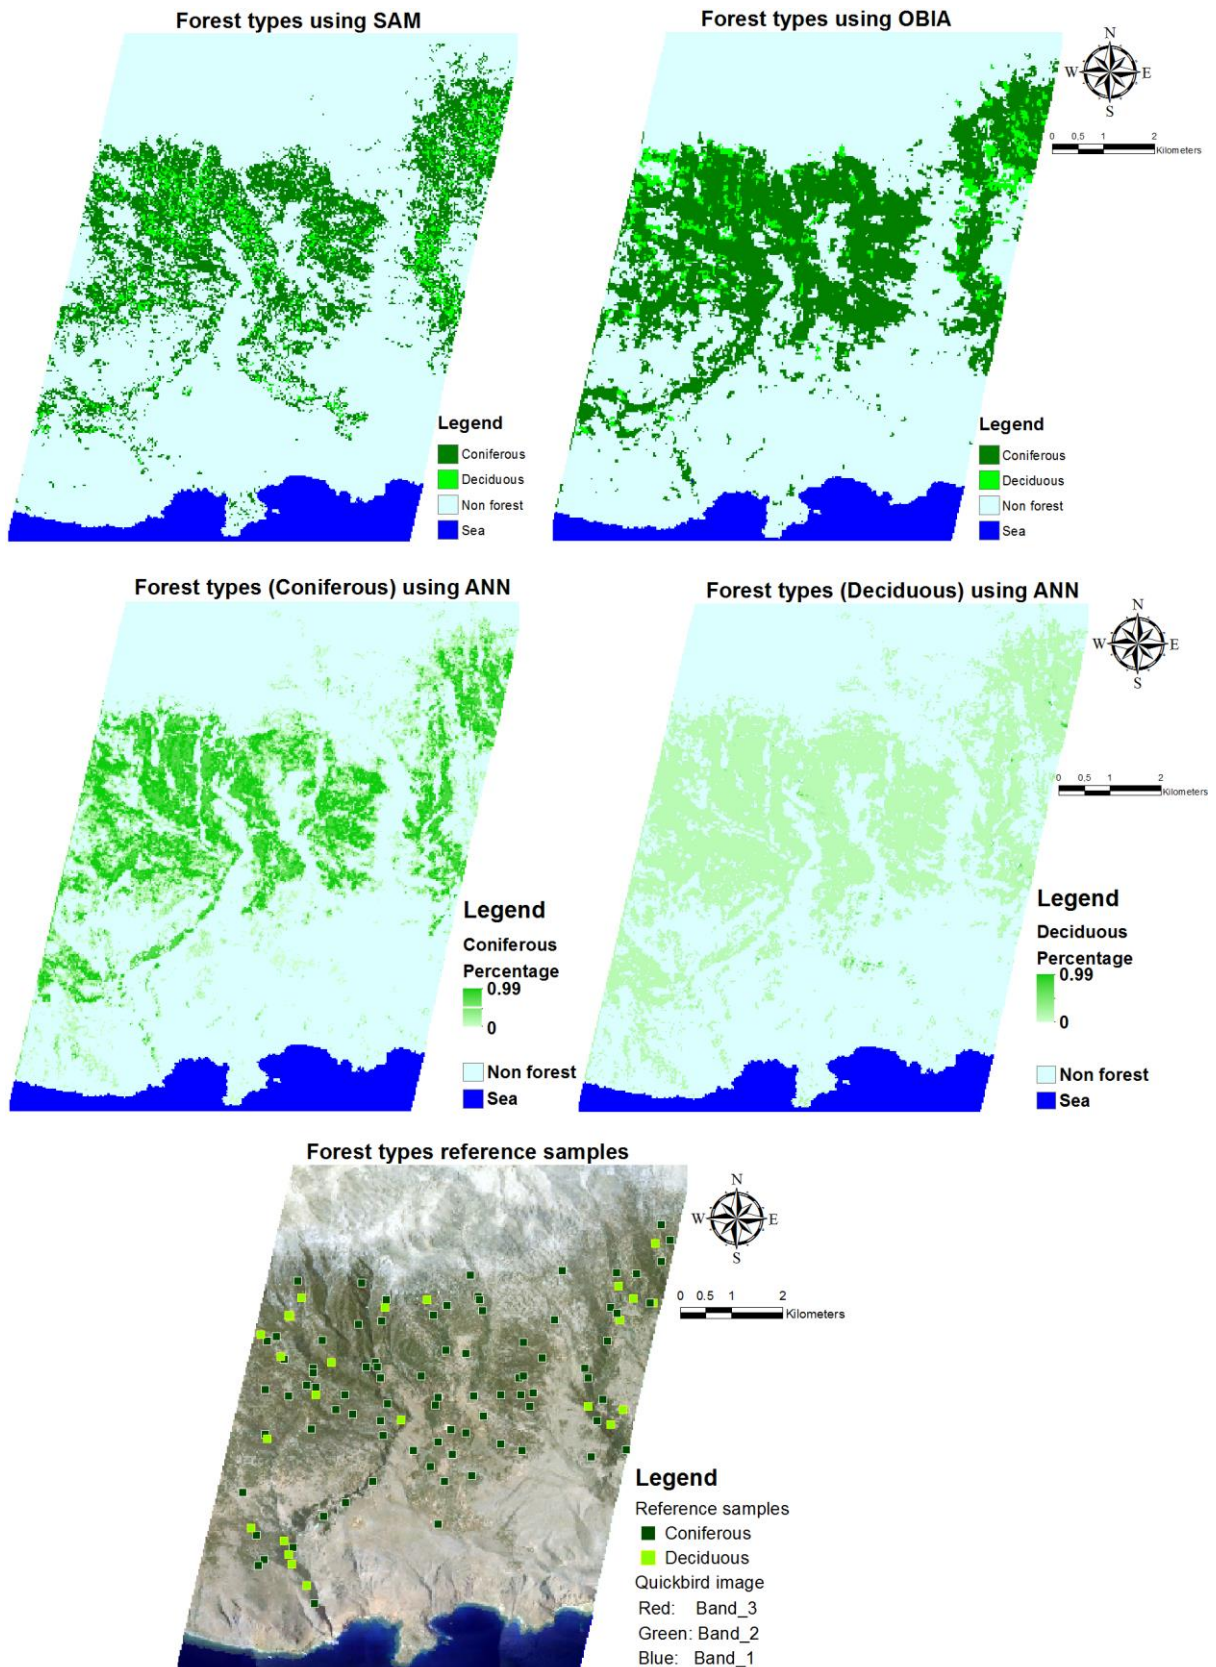 Forest types using SAM
Forest types using OBIA
N
W E
S
0 0.5 1 2
Kilometers
Legend
Coniferous
Deciduous
Non forest
Sea
Legend
Coniferous
Deciduous
Non forest
Sea
Forest types (Coniferous) using ANN
Forest types (Deciduous) using ANN
N
W E
S
0 0.5 1 2
Kilometers
Legend
Coniferous
Percentage
0.99
0
Non forest
Sea
Legend
Deciduous
Percentage
0.99
0
Non forest
Sea
Forest types reference samples
N
W E
S
0 0.5 1 2
Kilometers
Legend
Reference samples
Coniferous
Deciduous
Quickbird image
Red: Band_3
Green: Band_2
Blue: Band_1